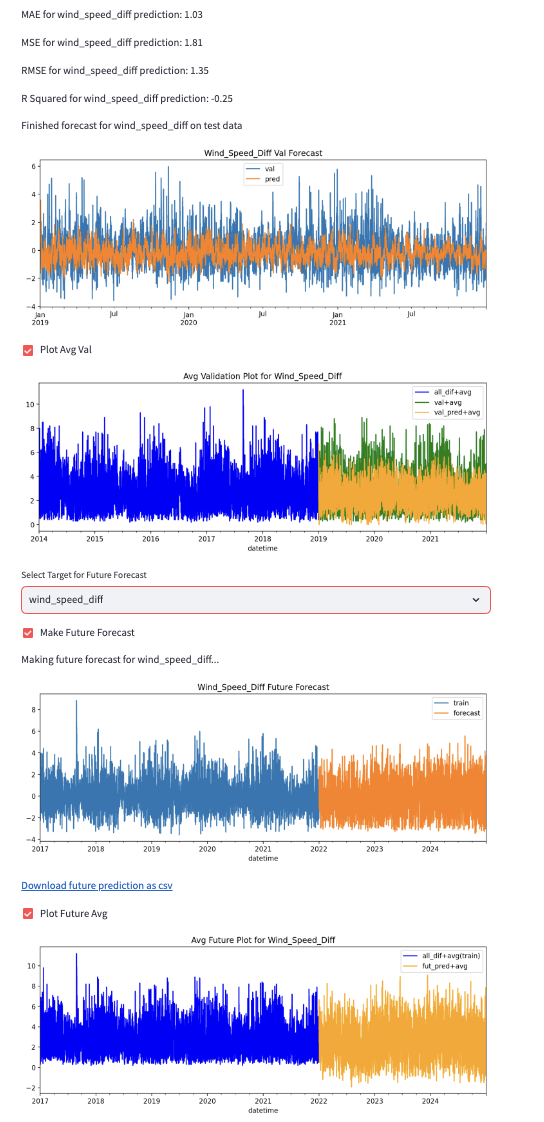 MAE for wind_speed_diff prediction: 1.03
MSE for wind_speed_diff prediction: 1.81
RMSE for wind_speed_diff prediction: 1.35
R Squared for wind_speed_diff prediction: -0.25
Finished forecast for wind_speed_diff on test data
Wind_Speed_Diff Val Forecast
val
pred
6
4
2
0
−2
−4
Jan Jul Jan Jul Jan Jul
2019 2020 2021
Plot Avg Val
Avg Validation Plot for Wind_Speed_Diff
all_dif+avg
val+avg
val_pred+avg
10
8
6
4
2
0
2014 2015 2016 2017 2018 2019 2020 2021
datetime
Select Target for Future Forecast
wind_speed_diff
Make Future Forecast
Making future forecast for wind_speed_diff...
Wind_Speed_Diff Future Forecast
train
forecast
8
6
4
2
0
−2
−4
2017 2018 2019 2020 2021 2022 2023 2024
datetime
Download future prediction as csv
Plot Future Avg
Avg Future Plot for Wind_Speed_Diff
all_dif+avg(train)
fut_pred+avg
10
8
6
4
2
0
−2
2017 2018 2019 2020 2021 2022 2023 2024
datetime